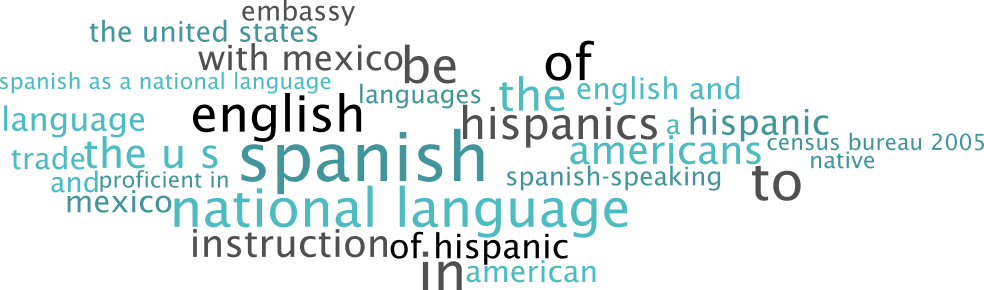 embassy
the united states
with mexico be of
spanish as a national language
languages the english and
language english hispanics a hispanic
trade the u s spanish americans census bureau 2005
native
and proficient in spanish-speaking to
mexico national language
instruction of hispanic
in american